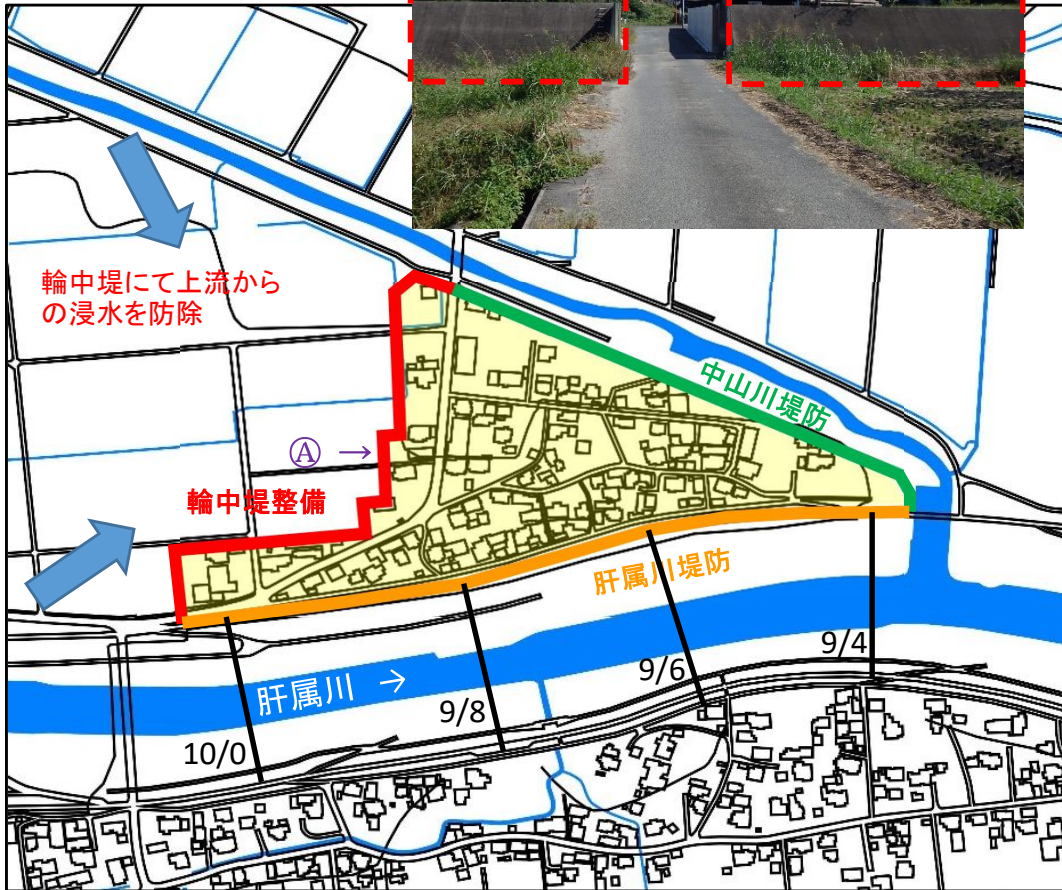 輪中堤にて上流から
の浸水を防除
中山川堤防
Ⓐ →
輪中堤整備
肝属川堤防
9/4
9/6
肝属川 →
9/8
10/0